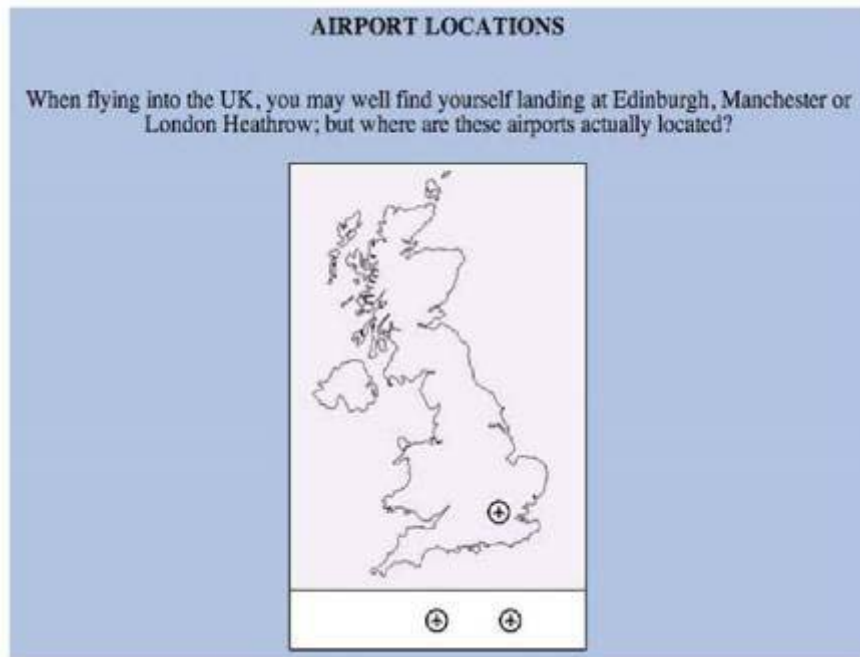 AIRPORT LOCATIONS
When flying into the UK, you may well find yourself landing at Edinburgh, Manchester or
London Heathrow; but where are these airports actually located?